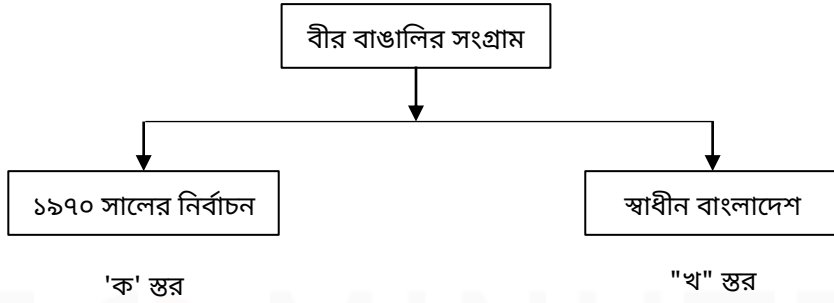 বীর বাঙালির সংগ্রাম
১৯৭০ সালের নির্বাচন
স্বাধীন বাংলাদেশ
'ক' স্তর
"খ" স্তর